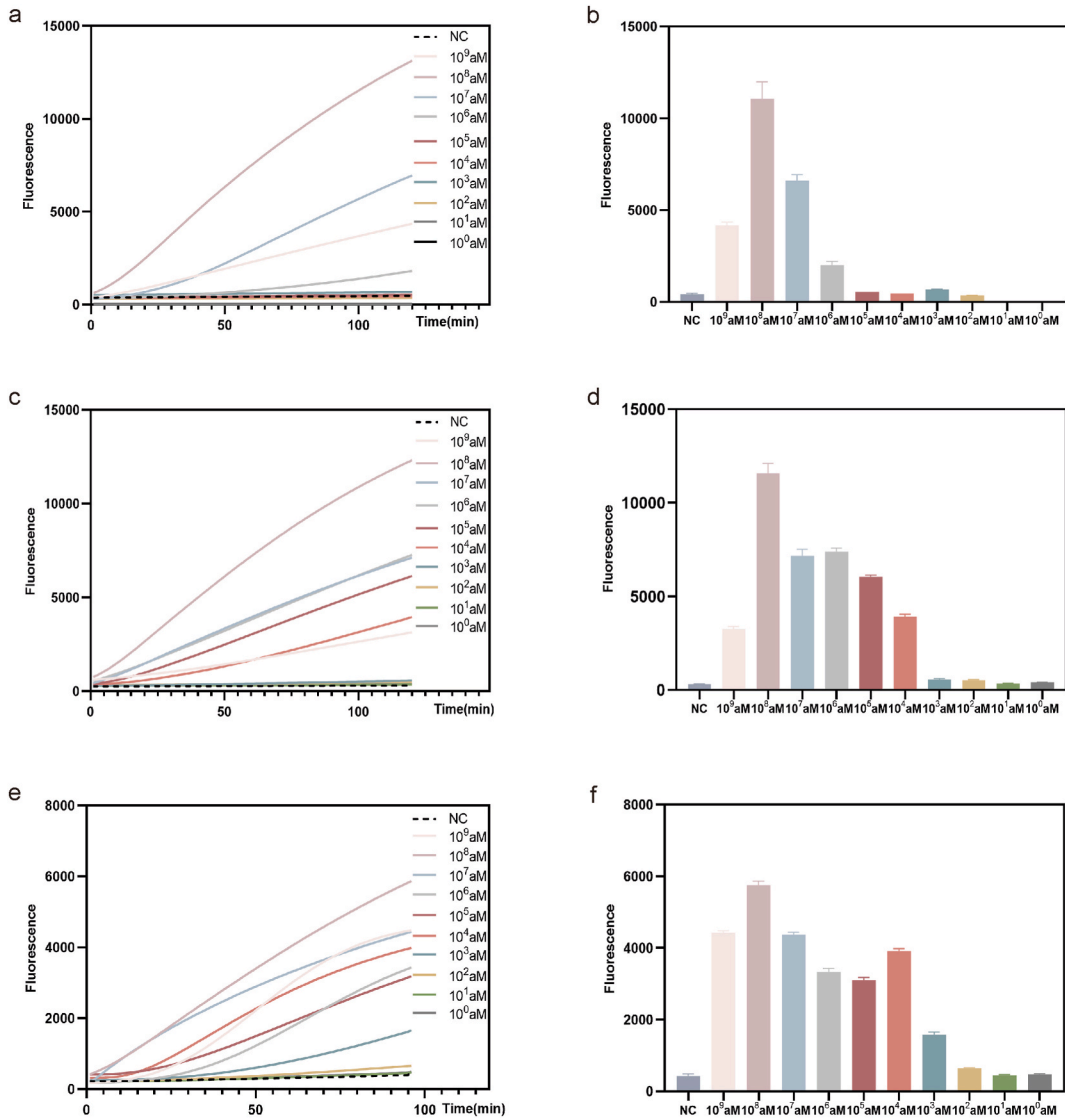 a
15000
10000
5000
0
Fluorescence
0
50
100
Time(min)
NC
10⁹aM
10⁸aM
10⁷aM
10⁶aM
10⁵aM
10⁴aM
10³aM
10²aM
10¹aM
10⁰aM
b
15000
10000
5000
0
Fluorescence
NC 10⁹aM 10⁸aM 10⁷aM 10⁶aM 10⁵aM 10⁴aM 10³aM 10²aM 10¹aM 10⁰aM
c
15000
10000
5000
0
Fluorescence
0
50
100
Time(min)
NC
10⁹aM
10⁸aM
10⁷aM
10⁶aM
10⁵aM
10⁴aM
10³aM
10²aM
10¹aM
10⁰aM
d
15000
10000
5000
0
Fluorescence
NC 10⁹aM 10⁸aM 10⁷aM 10⁶aM 10⁵aM 10⁴aM 10³aM 10²aM 10¹aM 10⁰aM
e
8000
6000
4000
2000
0
Fluorescence
0
50
100
Time(min)
NC
10⁹aM
10⁸aM
10⁷aM
10⁶aM
10⁵aM
10⁴aM
10³aM
10²aM
10¹aM
10⁰aM
f
8000
6000
4000
2000
0
Fluorescence
NC 10⁹aM 10⁸aM 10⁷aM 10⁶aM 10⁵aM 10⁴aM 10³aM 10²aM 10¹aM 10⁰aM